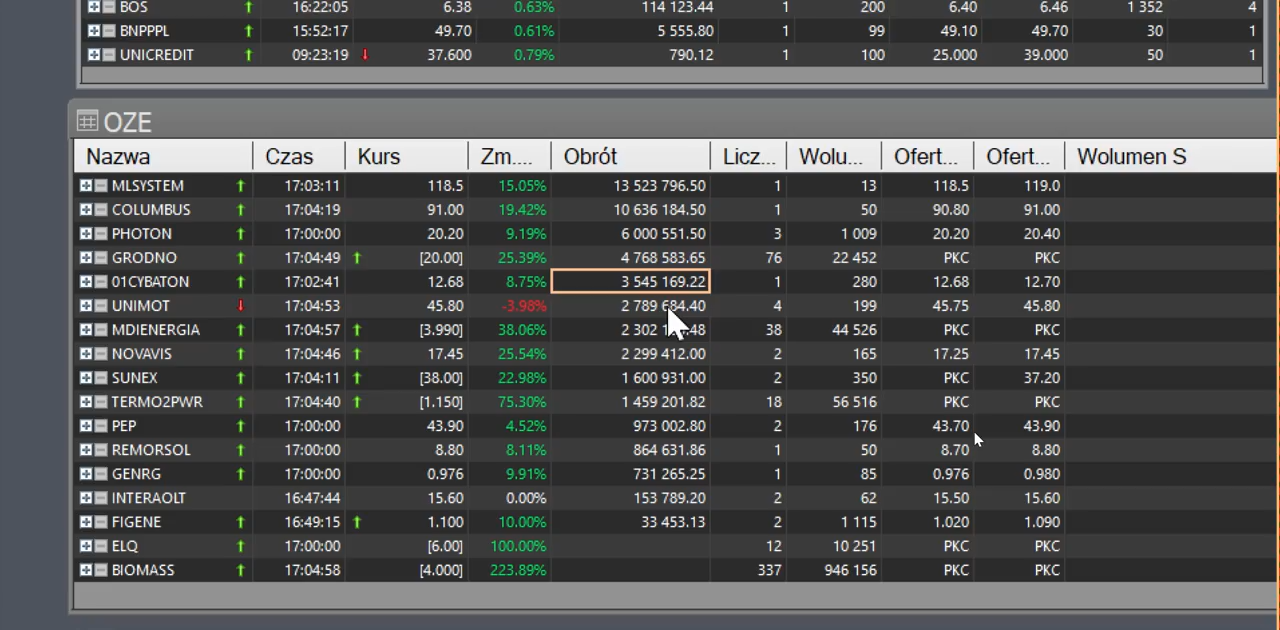 BOS 16:22:05 6.38 0.63% 114 123.44 1 200 6.40 6.46 1 352 4
BNPPPL 15:52:17 49.70 0.61% 5 555.80 1 99 49.10 49.70 30 1
UNICREDIT 09:23:19 37.600 0.79% 790.12 1 100 25.000 39.000 50 1
OZE
Nazwa Czas Kurs Zm.... Obrót Licz... Wolu... Ofert... Ofert... Wolumen S
MLSYSTEM 17:03:11 118.5 15.05% 13 523 796.50 1 13 118.5 119.0
COLUMBUS 17:04:19 91.00 19.42% 10 636 184.50 1 50 90.80 91.00
PHOTON 17:00:00 20.20 9.19% 6 000 551.50 3 1 009 20.20 20.40
GRODNO 17:04:49 [20.00] 25.39% 4 768 583.65 76 22 452 PKC PKC
01CYBATON 17:02:41 12.68 8.75% 3 545 169.22 1 280 12.68 12.70
UNIMOT 17:04:53 45.80 -3.98% 2 789 684.40 4 199 45.75 45.80
MDIENERGIA 17:04:57 [3.990] 38.06% 2 302 .48 38 44 526 PKC PKC
NOVAVIS 17:04:46 17.45 25.54% 2 299 412.00 2 165 17.25 17.45
SUNEX 17:04:11 [38.00] 22.98% 1 600 931.00 2 350 PKC 37.20
TERMO2PWR 17:04:40 [1.150] 75.30% 1 459 201.82 18 56 516 PKC PKC
PEP 17:00:00 43.90 4.52% 973 002.80 2 176 43.70 43.90
REMORSOL 17:00:00 8.80 8.11% 864 631.86 1 50 8.70 8.80
GENRG 17:00:00 0.976 9.91% 731 265.25 1 85 0.976 0.980
INTERAOLT 16:47:44 15.60 0.00% 153 789.20 2 62 15.50 15.60
FIGENE 16:49:15 1.100 10.00% 33 453.13 2 1 115 1.020 1.090
ELQ 17:00:00 [6.00] 100.00% 12 10 251 PKC PKC
BIOMASS 17:04:58 [4.000] 223.89% 337 946 156 PKC PKC